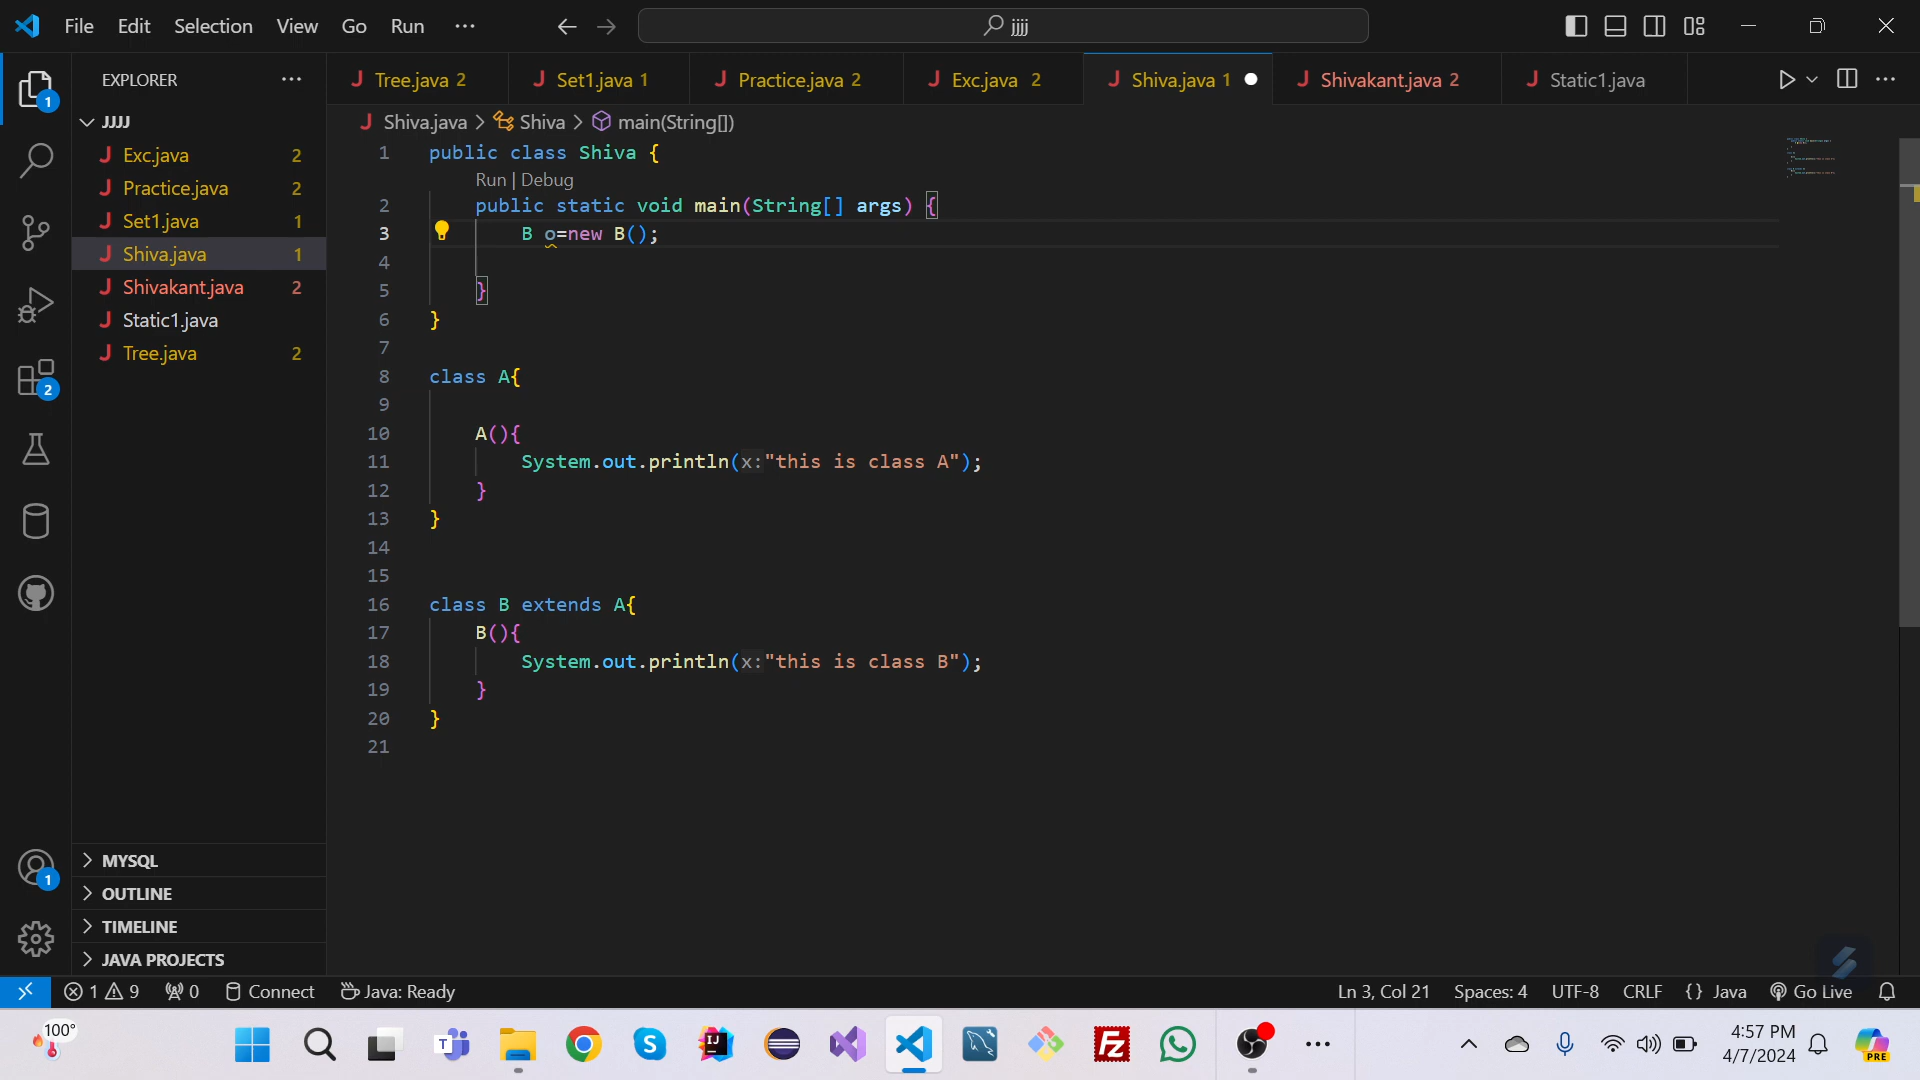 File Edit Selection View Go Run ··· jjjj
EXPLORER ···
Tree.java 2 Set1.java 1 Practice.java 2 Exc.java 2 Shiva.java 1 Shivakant.java 2 Static1.java ···
JJJJ
Exc.java 2
Practice.java 2
Set1.java 1
Shiva.java 1
Shivakant.java 2
Static1.java
Tree.java 2
MYSQL
OUTLINE
TIMELINE
JAVA PROJECTS
1
2
1
Shiva.java > Shiva > main(String[])
1 public class Shiva {
Run | Debug
2 public static void main(String[] args) {
3 B o=new B();
4
5 }
6 }
7
8 class A{
9
10 A(){
11 System.out.println(x:"this is class A");
12 }
13 }
14
15
16 class B extends A{
17 B(){
18 System.out.println(x:"this is class B");
19 }
20 }
21
1 9 0 Connect Java: Ready Ln 3, Col 21 Spaces: 4 UTF-8 CRLF {} Java Go Live
100° T IJ Fz ··· 4:57 PM
4/7/2024 PRE